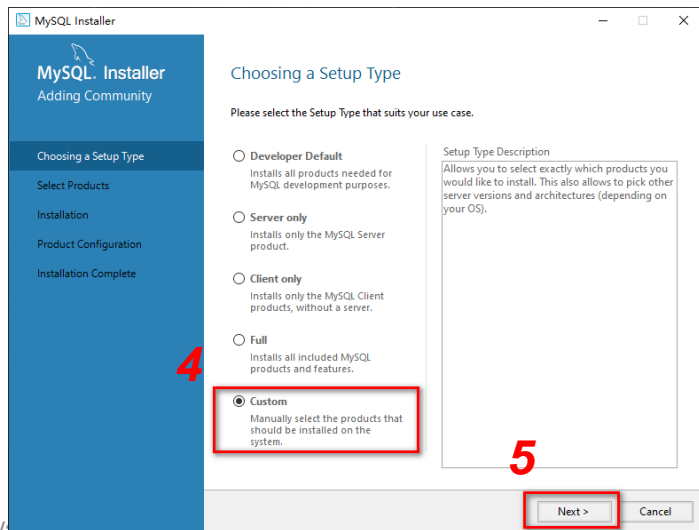 MySQL Installer
MySQL. Installer
Adding Community
Choosing a Setup Type
Select Products
Installation
Product Configuration
Installation Complete
Choosing a Setup Type
Please select the Setup Type that suits your use case.
Developer Default
Installs all products needed for
MySQL development purposes.
Server only
Installs only the MySQL Server
product.
Client only
Installs only the MySQL Client
products, without a server.
Full
Installs all included MySQL
products and features.
4
Custom
Manually select the products that
should be installed on the
system.
Setup Type Description
Allows you to select exactly which products you
would like to install. This also allows to pick other
server versions and architectures (depending on
your OS).
5
Next >
Cancel